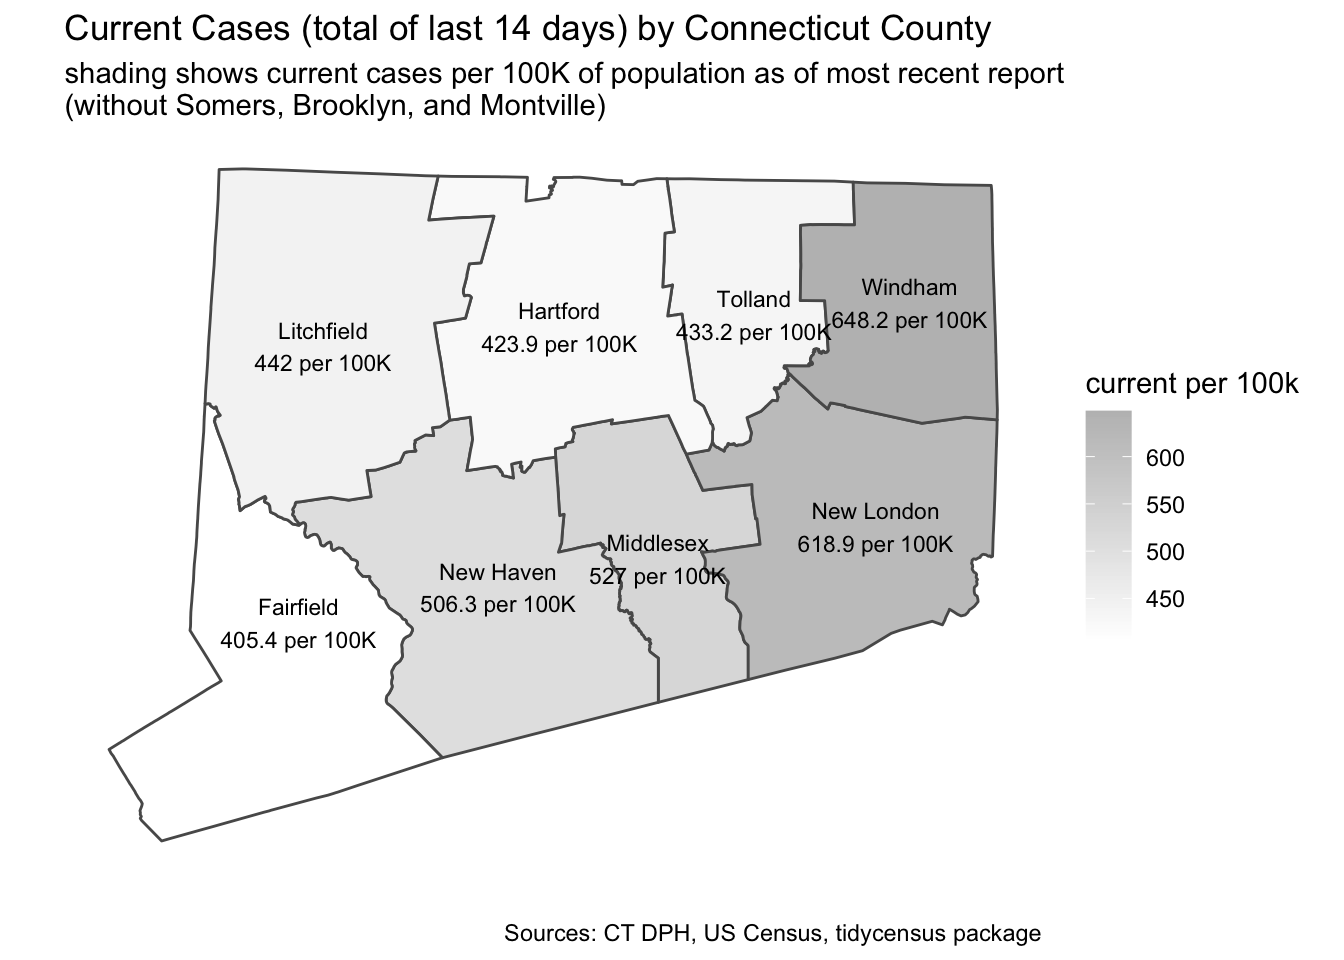 Current Cases (total of last 14 days) by Connecticut County
shading shows current cases per 100K of population as of most recent report
(without Somers, Brooklyn, and Montville)
Litchfield
442 per 100K
Hartford
423.9 per 100K
Tolland
433.2 per 100K
Windham
648.2 per 100K
New London
618.9 per 100K
Middlesex
527 per 100K
New Haven
506.3 per 100K
Fairfield
405.4 per 100K
current per 100k
600
550
500
450
Sources: CT DPH, US Census, tidycensus package